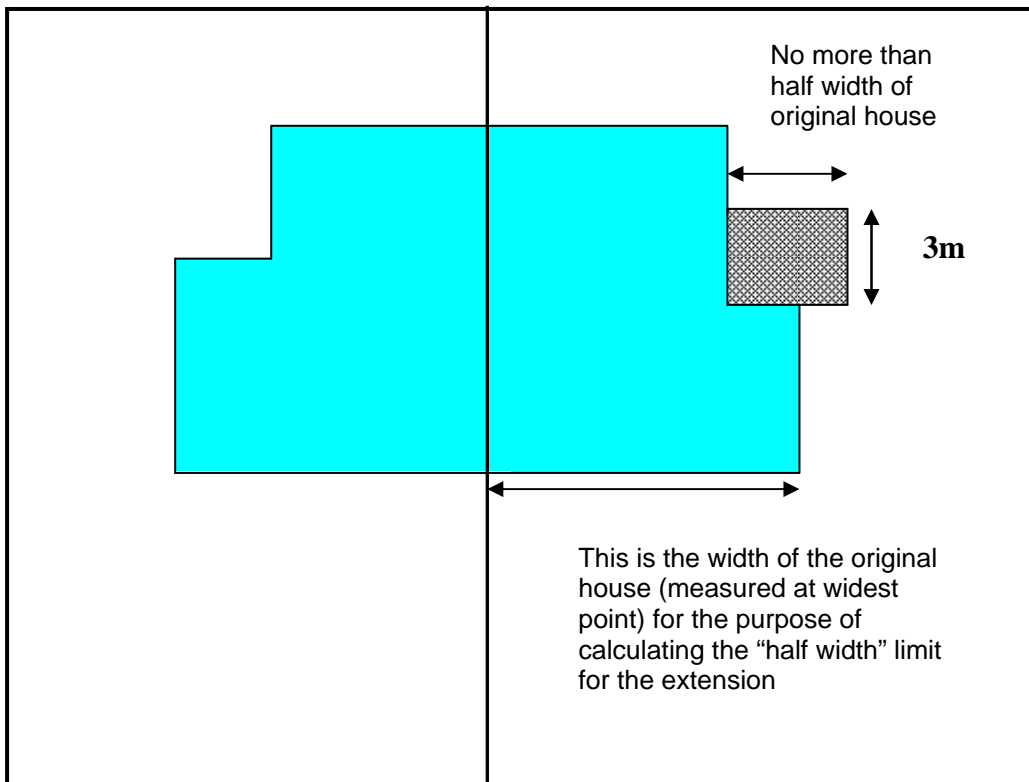 No more than
half width of
original house
3m
This is the width of the original
house (measured at widest
point) for the purpose of
calculating the “half width” limit
for the extension